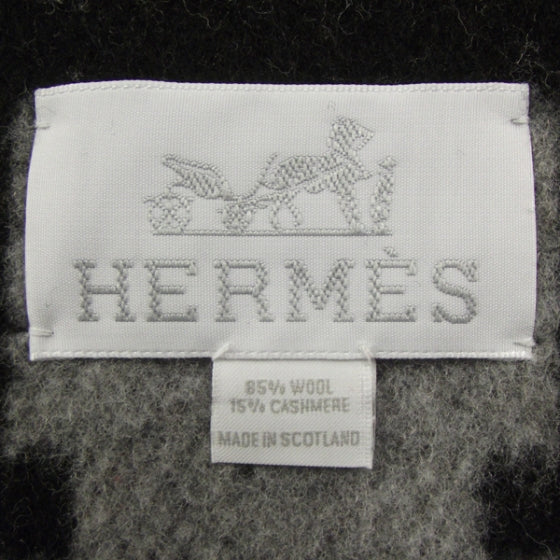 HERMÈS
85% WOOL
15% CASHMERE
MADE IN SCOTLAND